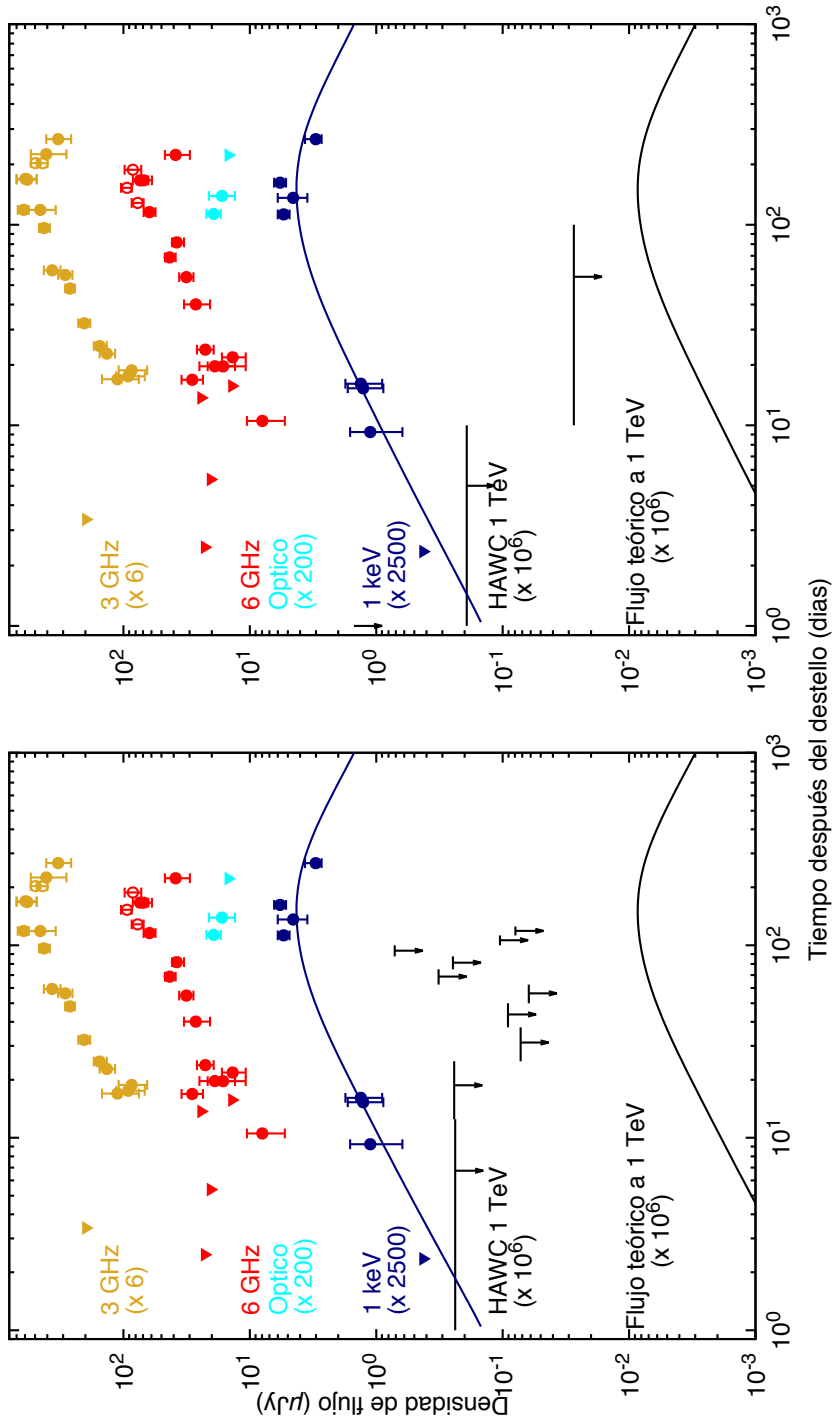 Densidad de flujo (μJy)
10^2
10^1
10^0
10^-1
10^-2
10^-3
3 GHz
(x 6)
6 GHz
Optico
(x 200)
1 keV
(x 2500)
HAWC 1 TeV
(x 10^6)
Flujo teórico a 1 TeV
(x 10^6)
10^0
10^1
10^2
10^3
10^2
10^1
10^0
10^-1
10^-2
10^-3
3 GHz
(x 6)
6 GHz
Optico
(x 200)
1 keV
(x 2500)
HAWC 1 TeV
(x 10^6)
Flujo teórico a 1 TeV
(x 10^6)
10^0
10^1
10^2
10^3
Tiempo después del destello (dias)